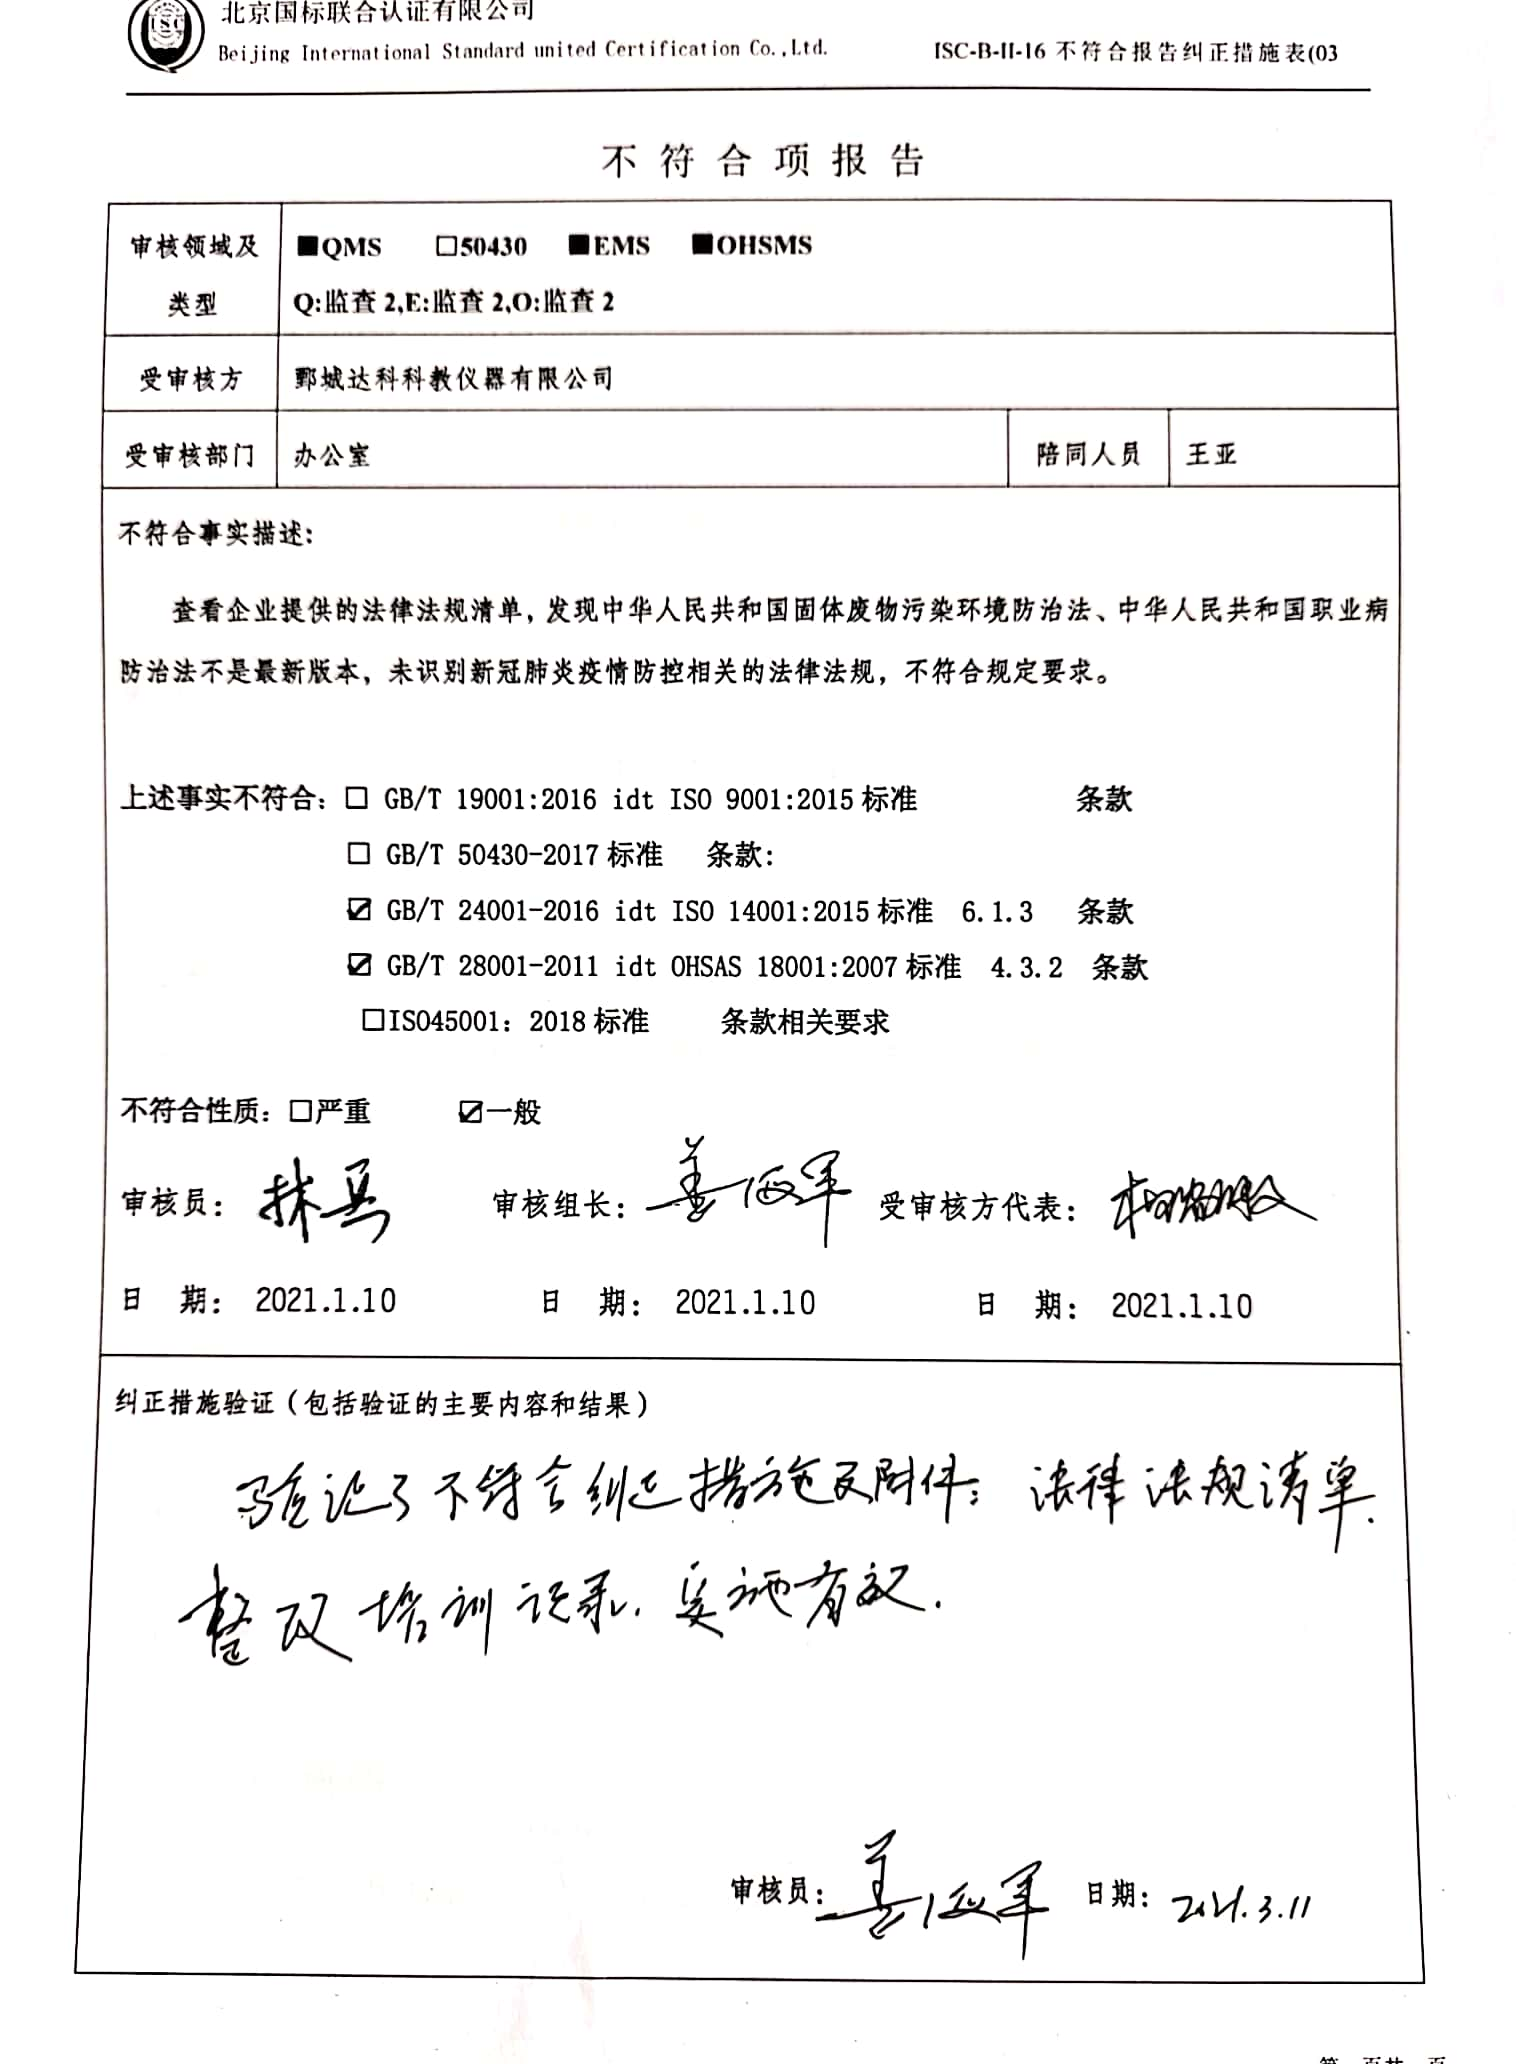 北京国标联合认证有限公司
Beijing International Standard united Certification Co.,Ltd. ISC-B-II-16 不符合报告纠正措施表(03
不符合项报告
审核领域及类型 ■QMS □50430 ■EMS ■OHSMS
Q:监查 2,E:监查 2,O:监查 2
受审核方 鄄城达科科教仪器有限公司
受审核部门 办公室 陪同人员 王亚
不符合事实描述:
查看企业提供的法律法规清单，发现中华人民共和国固体废物污染环境防治法、中华人民共和国职业病
防治法不是最新版本，未识别新冠肺炎疫情防控相关的法律法规，不符合规定要求。
上述事实不符合：□ GB/T 19001:2016 idt ISO 9001:2015 标准 条款
□ GB/T 50430-2017 标准 条款：
☑ GB/T 24001-2016 idt ISO 14001:2015 标准 6.1.3 条款
☑ GB/T 28001-2011 idt OHSAS 18001:2007 标准 4.3.2 条款
□ISO45001：2018 标准 条款相关要求
不符合性质：□严重 ☑一般
审核员： 审核组长： 姜海军 受审核方代表：
日 期： 2021.1.10 日 期： 2021.1.10 日 期： 2021.1.10
纠正措施验证（包括验证的主要内容和结果）
验证了不符合纠正措施及附件：法律法规清单.
整改培训记录. 实施有效.
审核员： 姜海军 日期： 2021.3.11